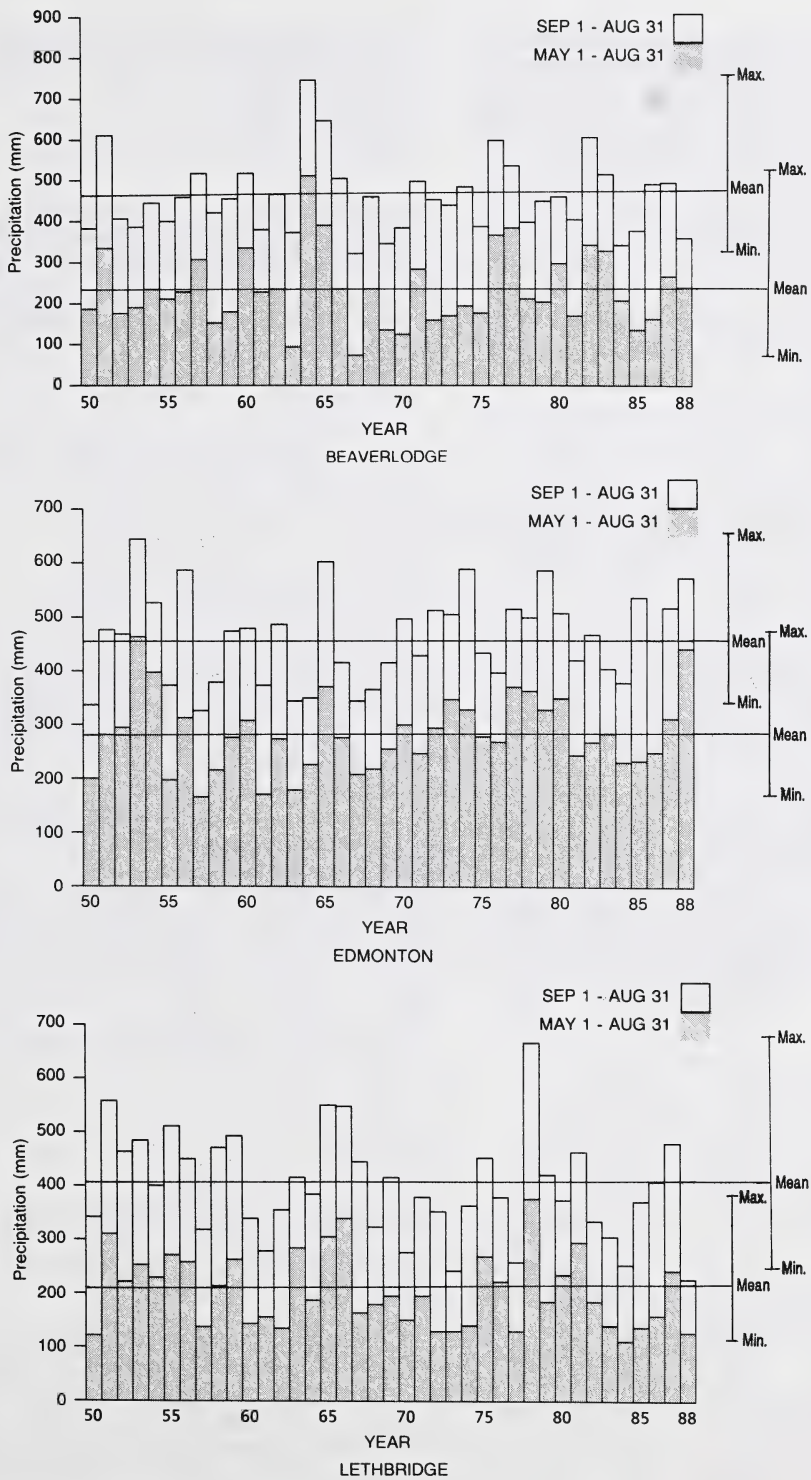 900
800
700
600
500
400
300
200
100
0
Precipitation (mm)
SEP 1 - AUG 31
MAY 1 - AUG 31
Max.
Mean
Min.
Max.
Mean
Min.
50 55 60 65 70 75 80 85 88
YEAR
BEAVERLODGE
700
600
500
400
300
200
100
0
Precipitation (mm)
SEP 1 - AUG 31
MAY 1 - AUG 31
Max.
Mean
Min.
Max.
Mean
Min.
50 55 60 65 70 75 80 85 88
YEAR
EDMONTON
700
600
500
400
300
200
100
0
Precipitation (mm)
SEP 1 - AUG 31
MAY 1 - AUG 31
Max.
Mean
Min.
Max.
Mean
Min.
50 55 60 65 70 75 80 85 88
YEAR
LETHBRIDGE